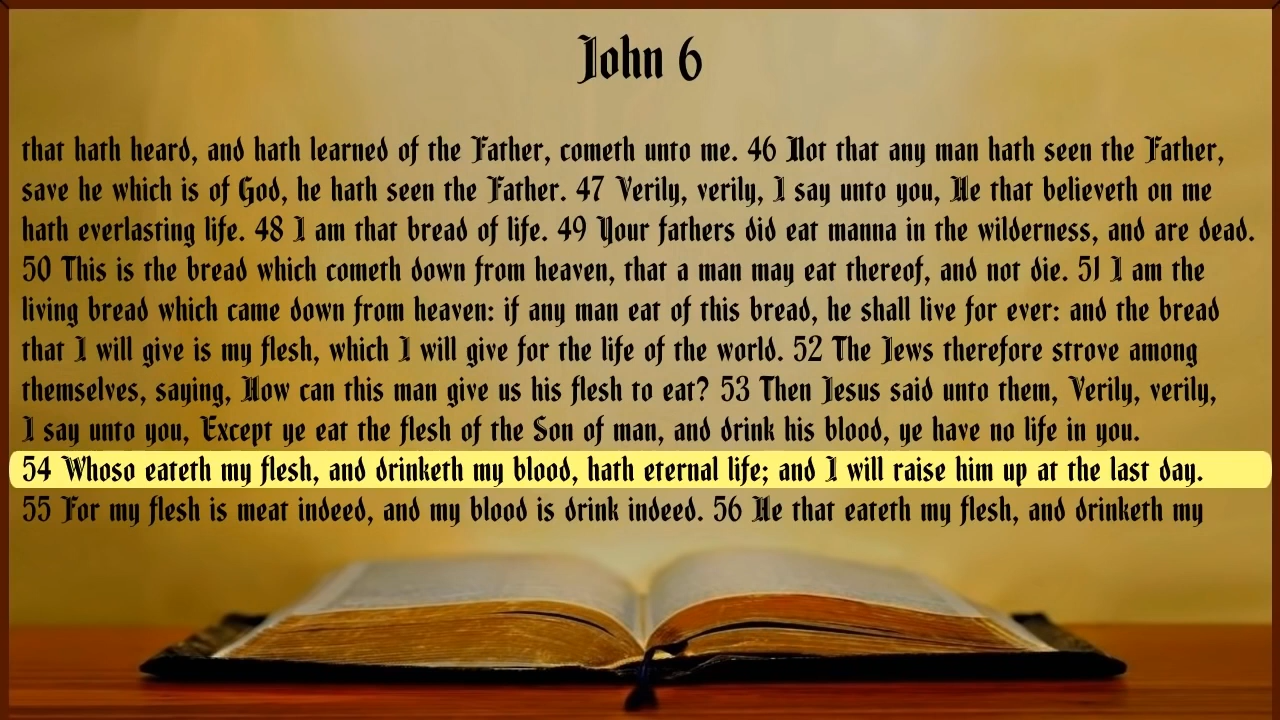 John 6
that hath heard, and hath learned of the Father, cometh unto me. 46 Not that any man hath seen the Father,
save he which is of God, he hath seen the Father. 47 Verily, verily, I say unto you, He that believeth on me
hath everlasting life. 48 I am that bread of life. 49 Your fathers did eat manna in the wilderness, and are dead.
50 This is the bread which cometh down from heaven, that a man may eat thereof, and not die. 51 I am the
living bread which came down from heaven: if any man eat of this bread, he shall live for ever: and the bread
that I will give is my flesh, which I will give for the life of the world. 52 The Jews therefore strove among
themselves, saying, How can this man give us his flesh to eat? 53 Then Jesus said unto them, Verily, verily,
I say unto you, Except ye eat the flesh of the Son of man, and drink his blood, ye have no life in you.
54 Whoso eateth my flesh, and drinketh my blood, hath eternal life; and I will raise him up at the last day.
55 For my flesh is meat indeed, and my blood is drink indeed. 56 He that eateth my flesh, and drinketh my